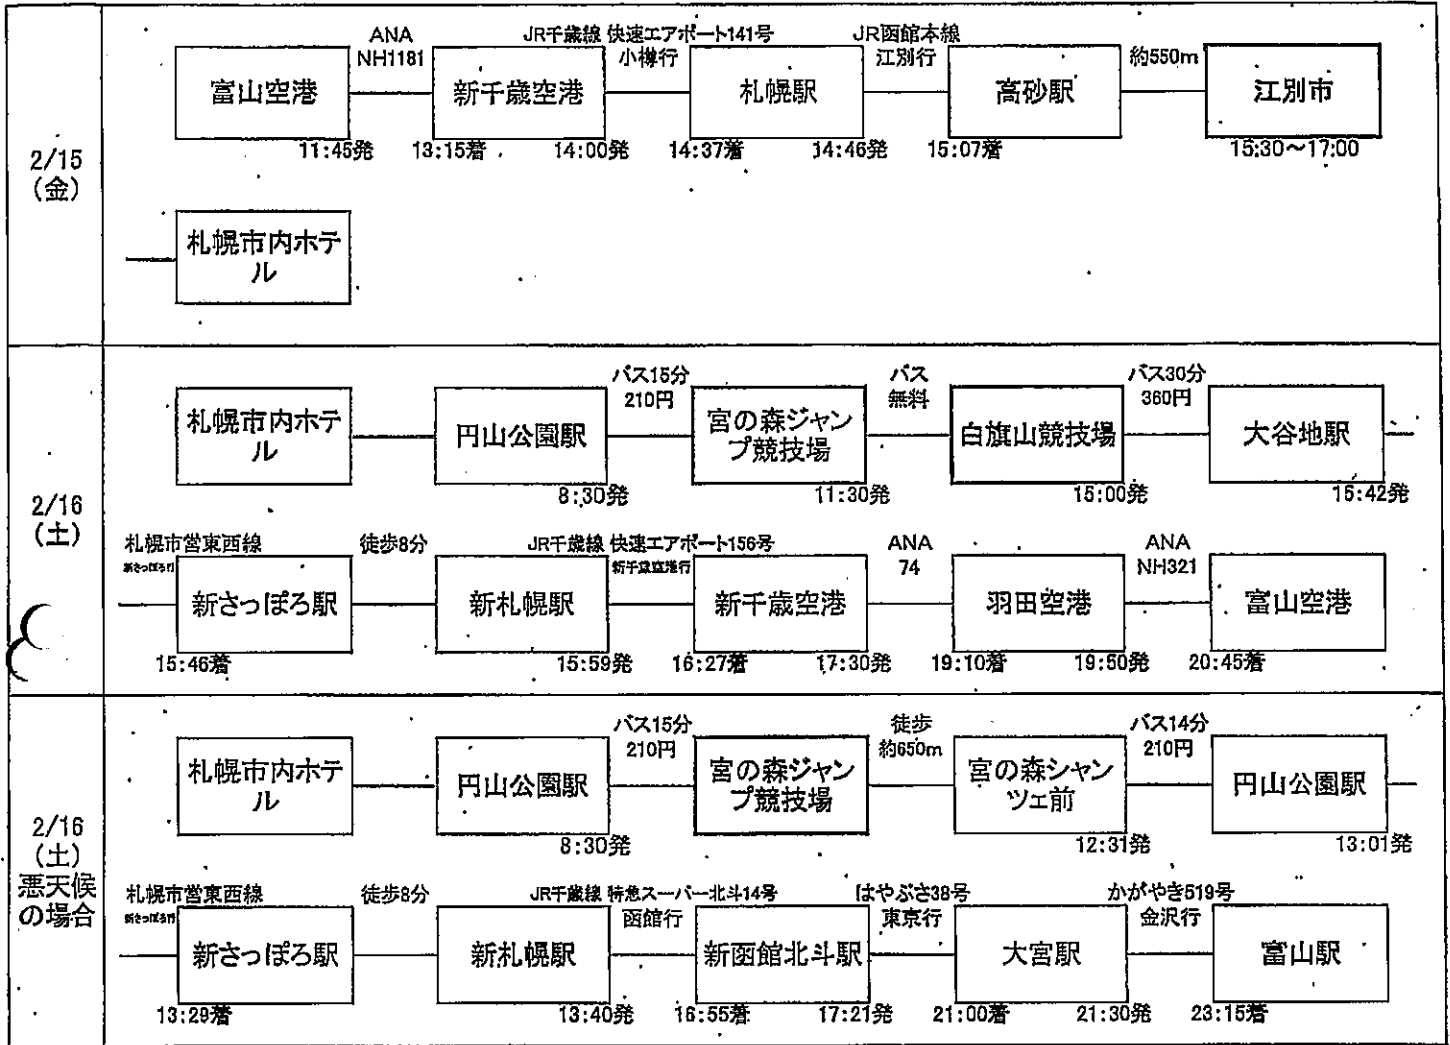 2/15
(金)
ANA
NH1181
JR千歳線 快速エアポート141号
小樽行
JR函館本線
江別行
約550m
富山空港
新千歳空港
札幌駅
高砂駅
江別市
11:45発
13:15着
14:00発
14:37着
14:46発
15:07着
15:30～17:00
札幌市内ホテ
ル
2/16
(土)
バス15分
210円
バス
無料
バス30分
360円
札幌市内ホテ
ル
円山公園駅
宮の森ジャン
プ競技場
白旗山競技場
大谷地駅
8:30発
11:30発
15:00発
15:42発
札幌市営東西線
新さっぽろ行
徒歩8分
JR千歳線 快速エアポート156号
新千歳空港行
ANA
74
ANA
NH321
新さっぽろ駅
新札幌駅
新千歳空港
羽田空港
富山空港
15:46着
15:59発
16:27着
17:30発
19:10着
19:50発
20:45着
2/16
(土)
悪天候
の場合
バス15分
210円
徒歩
約650m
バス14分
210円
札幌市内ホテ
ル
円山公園駅
宮の森ジャン
プ競技場
宮の森シャン
ツェ前
円山公園駅
8:30発
12:31発
13:01発
札幌市営東西線
新さっぽろ行
徒歩8分
JR千歳線 特急スーパー北斗14号
函館行
はやぶさ38号
東京行
かがやき519号
金沢行
新さっぽろ駅
新札幌駅
新函館北斗駅
大宮駅
富山駅
13:29着
13:40発
16:55着
17:21発
21:00着
21:30発
23:15着